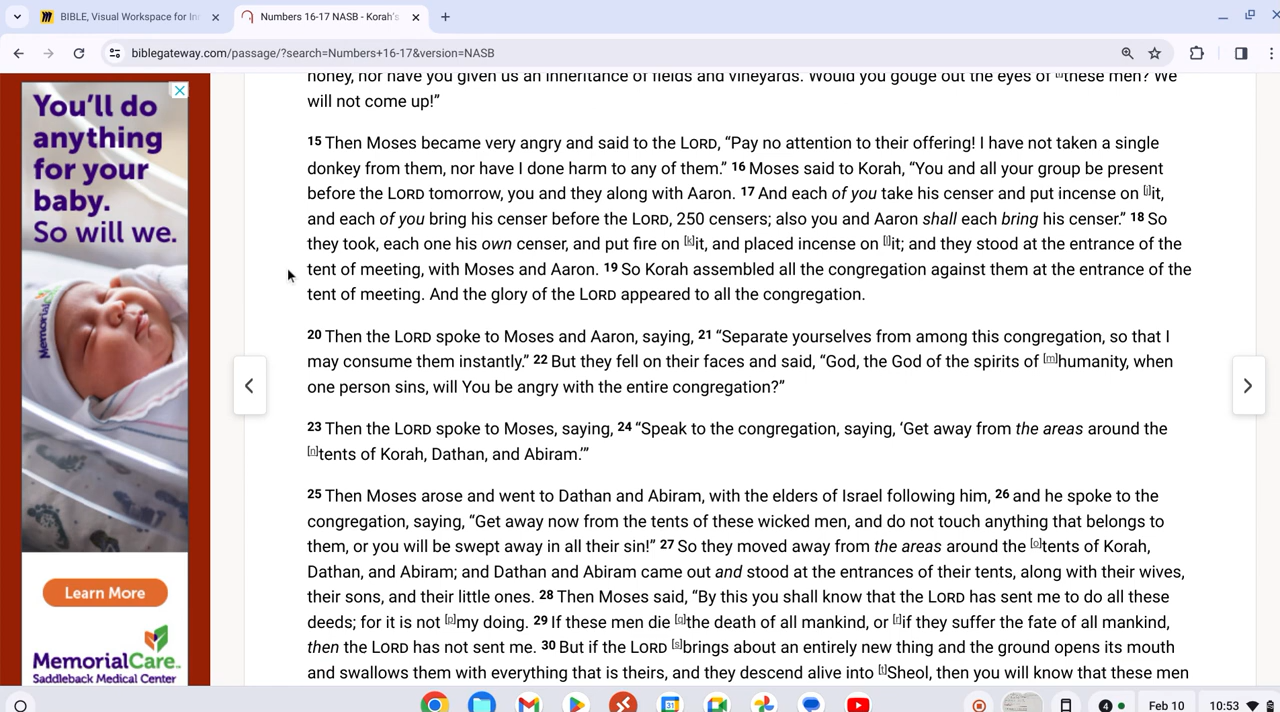 BIBLE, Visual Workspace for In
Numbers 16-17 NASB - Korah's
biblegateway.com/passage/?search=Numbers+16-17&version=NASB
You'll do
anything
for your
baby.
So will we.
Memorial
Learn More
MemorialCare
Saddleback Medical Center
honey, nor have you given us an inheritance of fields and vineyards. Would you gouge out the eyes of [i]these men? We
will not come up!”
15 Then Moses became very angry and said to the LORD, “Pay no attention to their offering! I have not taken a single
donkey from them, nor have I done harm to any of them.” 16 Moses said to Korah, “You and all your group be present
before the LORD tomorrow, you and they along with Aaron. 17 And each of you take his censer and put incense on [j]it,
and each of you bring his censer before the LORD, 250 censers; also you and Aaron shall each bring his censer.” 18 So
they took, each one his own censer, and put fire on [k]it, and placed incense on [l]it; and they stood at the entrance of the
tent of meeting, with Moses and Aaron. 19 So Korah assembled all the congregation against them at the entrance of the
tent of meeting. And the glory of the LORD appeared to all the congregation.
20 Then the LORD spoke to Moses and Aaron, saying, 21 “Separate yourselves from among this congregation, so that I
may consume them instantly.” 22 But they fell on their faces and said, “God, the God of the spirits of [m]humanity, when
one person sins, will You be angry with the entire congregation?”
23 Then the LORD spoke to Moses, saying, 24 “Speak to the congregation, saying, ‘Get away from the areas around the
[n]tents of Korah, Dathan, and Abiram.’”
25 Then Moses arose and went to Dathan and Abiram, with the elders of Israel following him, 26 and he spoke to the
congregation, saying, “Get away now from the tents of these wicked men, and do not touch anything that belongs to
them, or you will be swept away in all their sin!” 27 So they moved away from the areas around the [o]tents of Korah,
Dathan, and Abiram; and Dathan and Abiram came out and stood at the entrances of their tents, along with their wives,
their sons, and their little ones. 28 Then Moses said, “By this you shall know that the LORD has sent me to do all these
deeds; for it is not [p]my doing. 29 If these men die [q]the death of all mankind, or [r]if they suffer the fate of all mankind,
then the LORD has not sent me. 30 But if the LORD [s]brings about an entirely new thing and the ground opens its mouth
and swallows them with everything that is theirs, and they descend alive into [t]Sheol, then you will know that these men
31
4
Feb 10
10:53